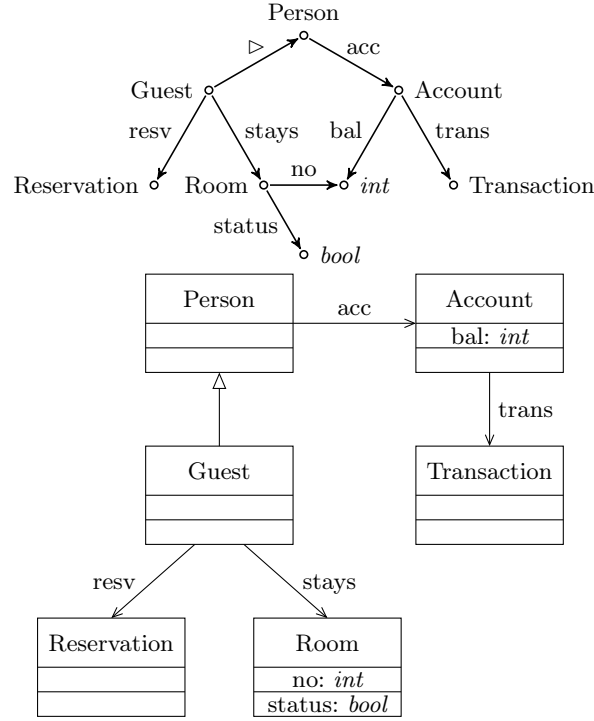 Person
▷ acc
Guest Account
resv stays bal trans
no
Reservation Room int Transaction
status
bool
Person Account
acc
bal: int
trans
Guest Transaction
resv stays
Reservation Room
no: int
status: bool